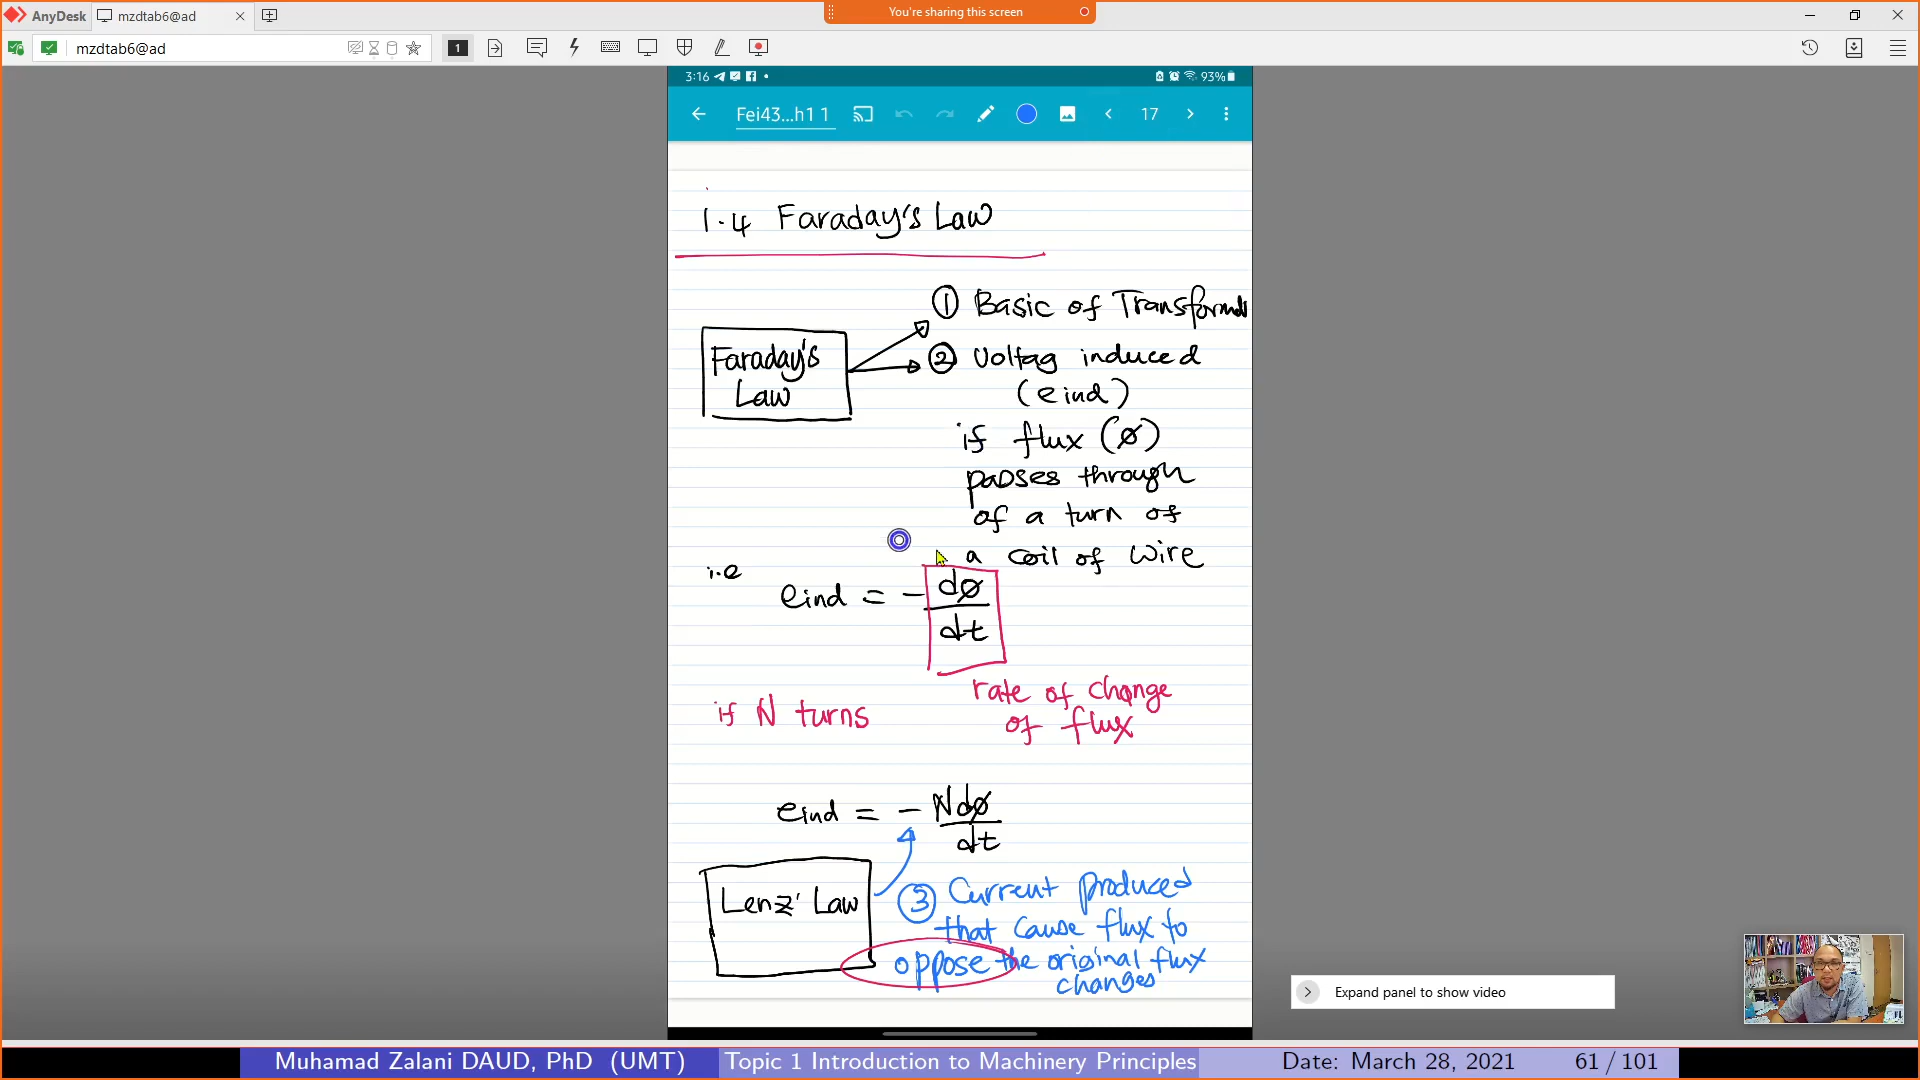 AnyDesk
mzdtab6@ad
You're sharing this screen
mzdtab6@ad
1
3:16
93%
Fei43...h1 1
17
1.4 Faraday's Law
① Basic of Transform
Faraday's
Law
② Voltag induced
(eind)
if flux (ø)
passes through
of a turn of
a coil of wire
i.e
eind = - dø
dt
rate of change
of flux
if N turns
eind = - Ndø
dt
Lenz' Law
③ Current produced
that cause flux to
oppose the original flux
changes
Expand panel to show video
Muhamad Zalani DAUD, PhD (UMT)
Topic 1 Introduction to Machinery Principles
Date: March 28, 2021
61 / 101